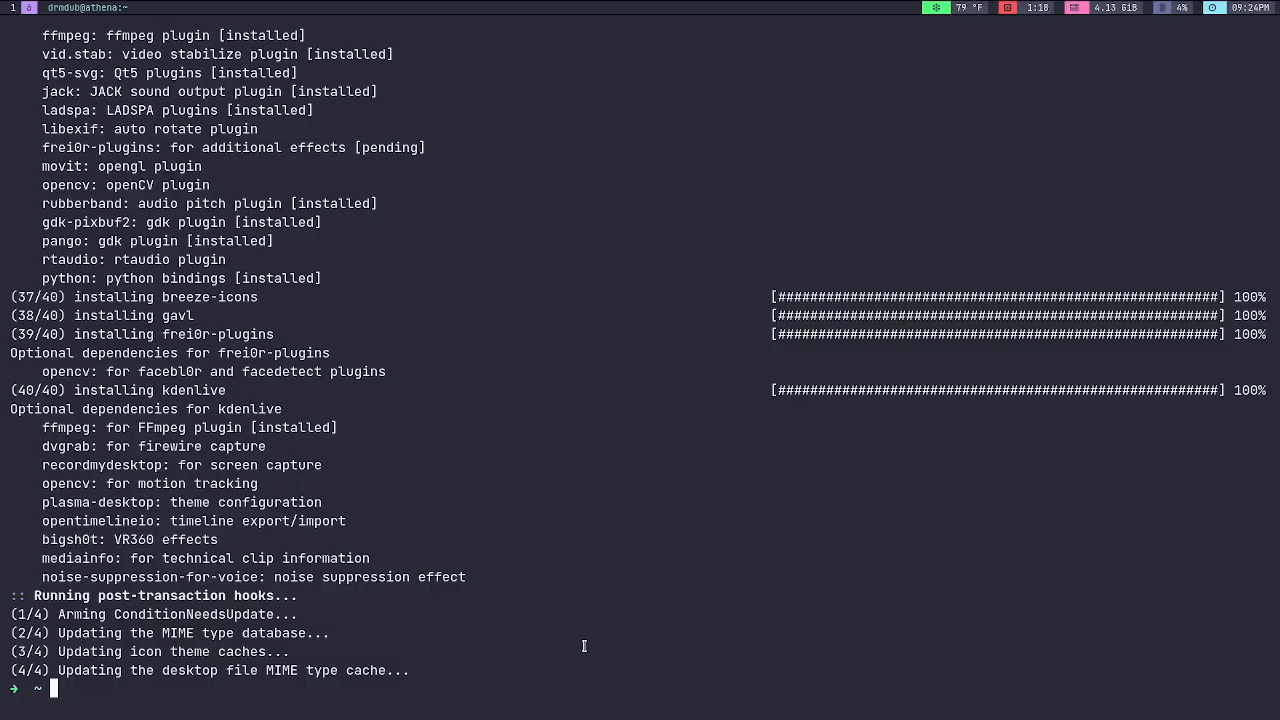 1 6 drmdub@athena:~ 79 °F 1:18 4.13 GiB 4% 09:24PM
ffmpeg: ffmpeg plugin [installed]
vid.stab: video stabilize plugin [installed]
qt5-svg: Qt5 plugins [installed]
jack: JACK sound output plugin [installed]
ladspa: LADSPA plugins [installed]
libexif: auto rotate plugin
frei0r-plugins: for additional effects [pending]
movit: opengl plugin
opencv: openCV plugin
rubberband: audio pitch plugin [installed]
gdk-pixbuf2: gdk plugin [installed]
pango: gdk plugin [installed]
rtaudio: rtaudio plugin
python: python bindings [installed]
(37/40) installing breeze-icons [#######################################################] 100%
(38/40) installing gavl [#######################################################] 100%
(39/40) installing frei0r-plugins [#######################################################] 100%
Optional dependencies for frei0r-plugins
opencv: for facebl0r and facedetect plugins
(40/40) installing kdenlive [#######################################################] 100%
Optional dependencies for kdenlive
ffmpeg: for FFmpeg plugin [installed]
dvgrab: for firewire capture
recordmydesktop: for screen capture
opencv: for motion tracking
plasma-desktop: theme configuration
opentimelineio: timeline export/import
bigsh0t: VR360 effects
mediainfo: for technical clip information
noise-suppression-for-voice: noise suppression effect
:: Running post-transaction hooks...
(1/4) Arming ConditionNeedsUpdate...
(2/4) Updating the MIME type database...
(3/4) Updating icon theme caches...
(4/4) Updating the desktop file MIME type cache...
➜ ~